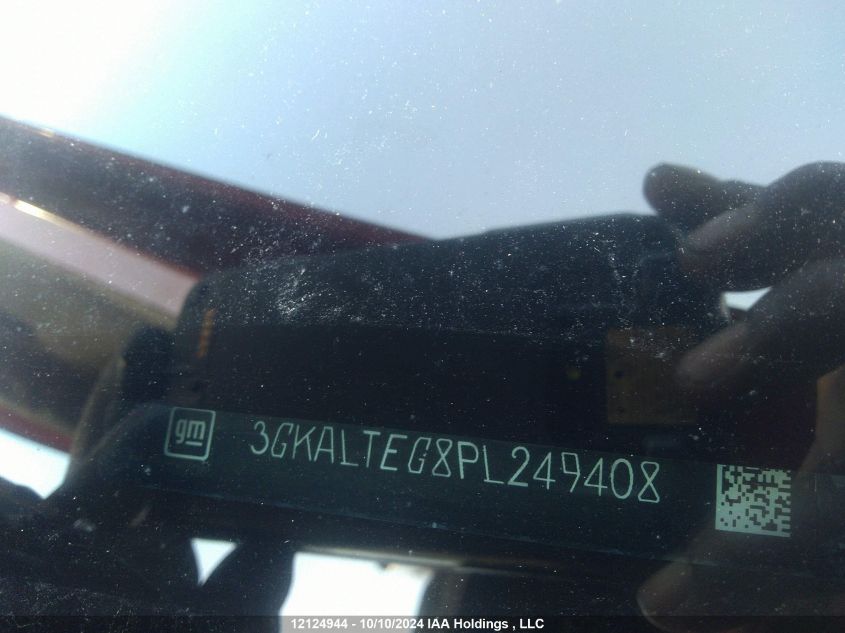 gm 3GKALTEG8PL249408
12124944 - 10/10/2024 IAA Holdings , LLC